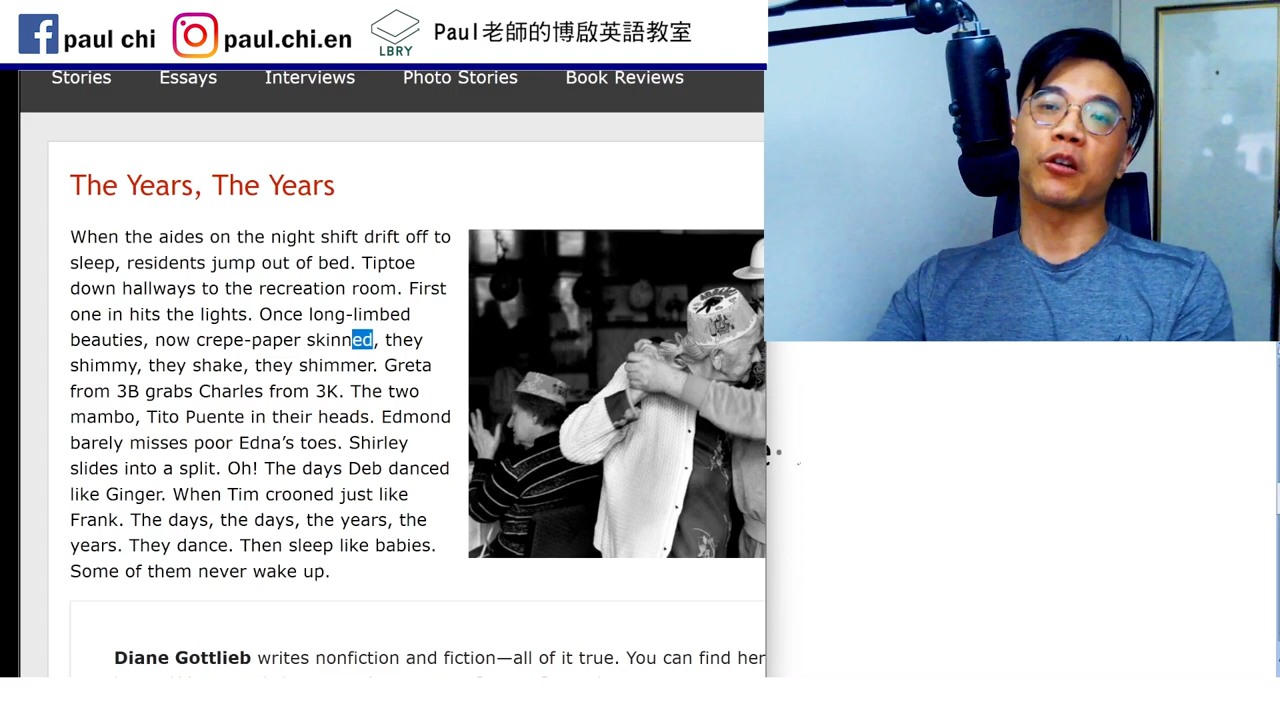 paul chi
paul.chi.en
LBRY
Paul老師的博啟英語教室
Stories Essays Interviews Photo Stories Book Reviews
The Years, The Years
When the aides on the night shift drift off to
sleep, residents jump out of bed. Tiptoe
down hallways to the recreation room. First
one in hits the lights. Once long-limbed
beauties, now crepe-paper skinned, they
shimmy, they shake, they shimmer. Greta
from 3B grabs Charles from 3K. The two
mambo, Tito Puente in their heads. Edmond
barely misses poor Edna’s toes. Shirley
slides into a split. Oh! The days Deb danced
like Ginger. When Tim crooned just like
Frank. The days, the days, the years, the
years. They dance. Then sleep like babies.
Some of them never wake up.
Diane Gottlieb writes nonfiction and fiction—all of it true. You can find her